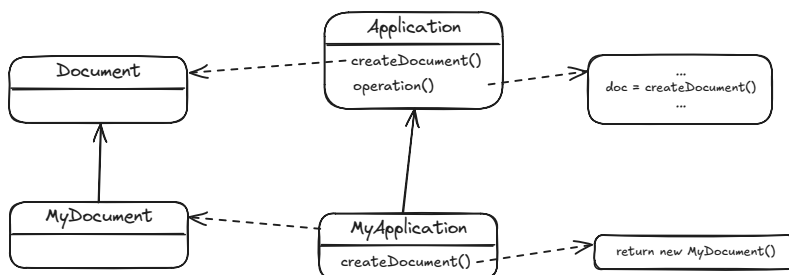 Application
Document
createDocument()
operation()
...
doc = createDocument()
...
MyDocument
MyApplication
createDocument()
return new MyDocument()